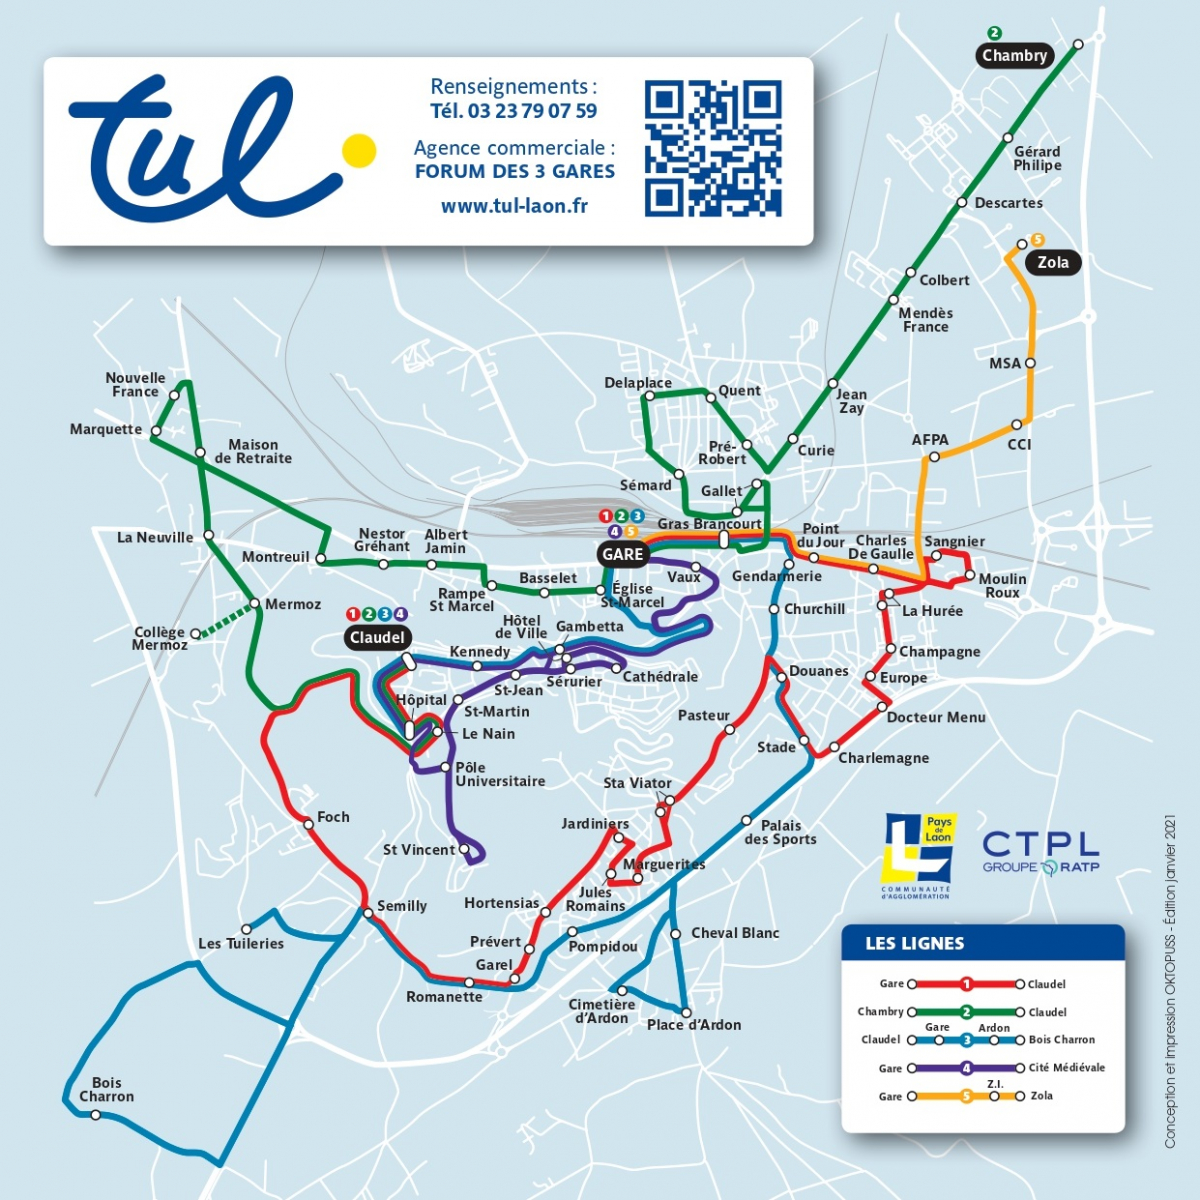 tul
Renseignements :
Tél. 03 23 79 07 59
Agence commerciale :
FORUM DES 3 GARES
www.tul-laon.fr
2
Chambry
Gérard
Philipe
Descartes
5
Zola
Colbert
Mendès
France
MSA
Nouvelle
France
Delaplace
Quent
Jean
Zay
Marquette
Maison
de Retraite
Pré-
Robert
Curie
AFPA
CCI
Sémard
Gallet
1 2 3
4 5
GARE
Gras Brancourt
Point
du Jour
Charles
De Gaulle
Sangnier
La Neuville
Montreuil
Nestor
Gréhant
Albert
Jamin
Rampe
St Marcel
Basselet
Église
St-Marcel
Vaux
Gendarmerie
Moulin
Roux
La Hurée
Mermoz
Collège
Mermoz
1 2 3 4
Claudel
Hôtel
de Ville
Gambetta
Churchill
Kennedy
St-Jean
Sérurier
Cathédrale
Champagne
Douanes
Europe
Hôpital
St-Martin
Le Nain
Pasteur
Docteur Menu
Stade
Charlemagne
Pôle
Universitaire
Sta Viator
Foch
Jardiniers
Palais
des Sports
St Vincent
Marguerites
Jules
Romains
Pays
de
Laon
COMMUNAUTÉ
d'AGGLOMÉRATION
CTPL
GROUPE RATP
Semilly
Hortensias
Les Tuileries
Prévert
Pompidou
Cheval Blanc
Garel
Romanette
Cimetière
d'Ardon
Place d'Ardon
Bois
Charron
LES LIGNES
Gare 1 Claudel
Chambry 2 Claudel
Gare Ardon
Claudel 3 Bois Charron
Gare 4 Cité Médiévale
Z.I.
Gare 5 Zola
Conception et impression OKTOPUSS - Édition janvier 2021